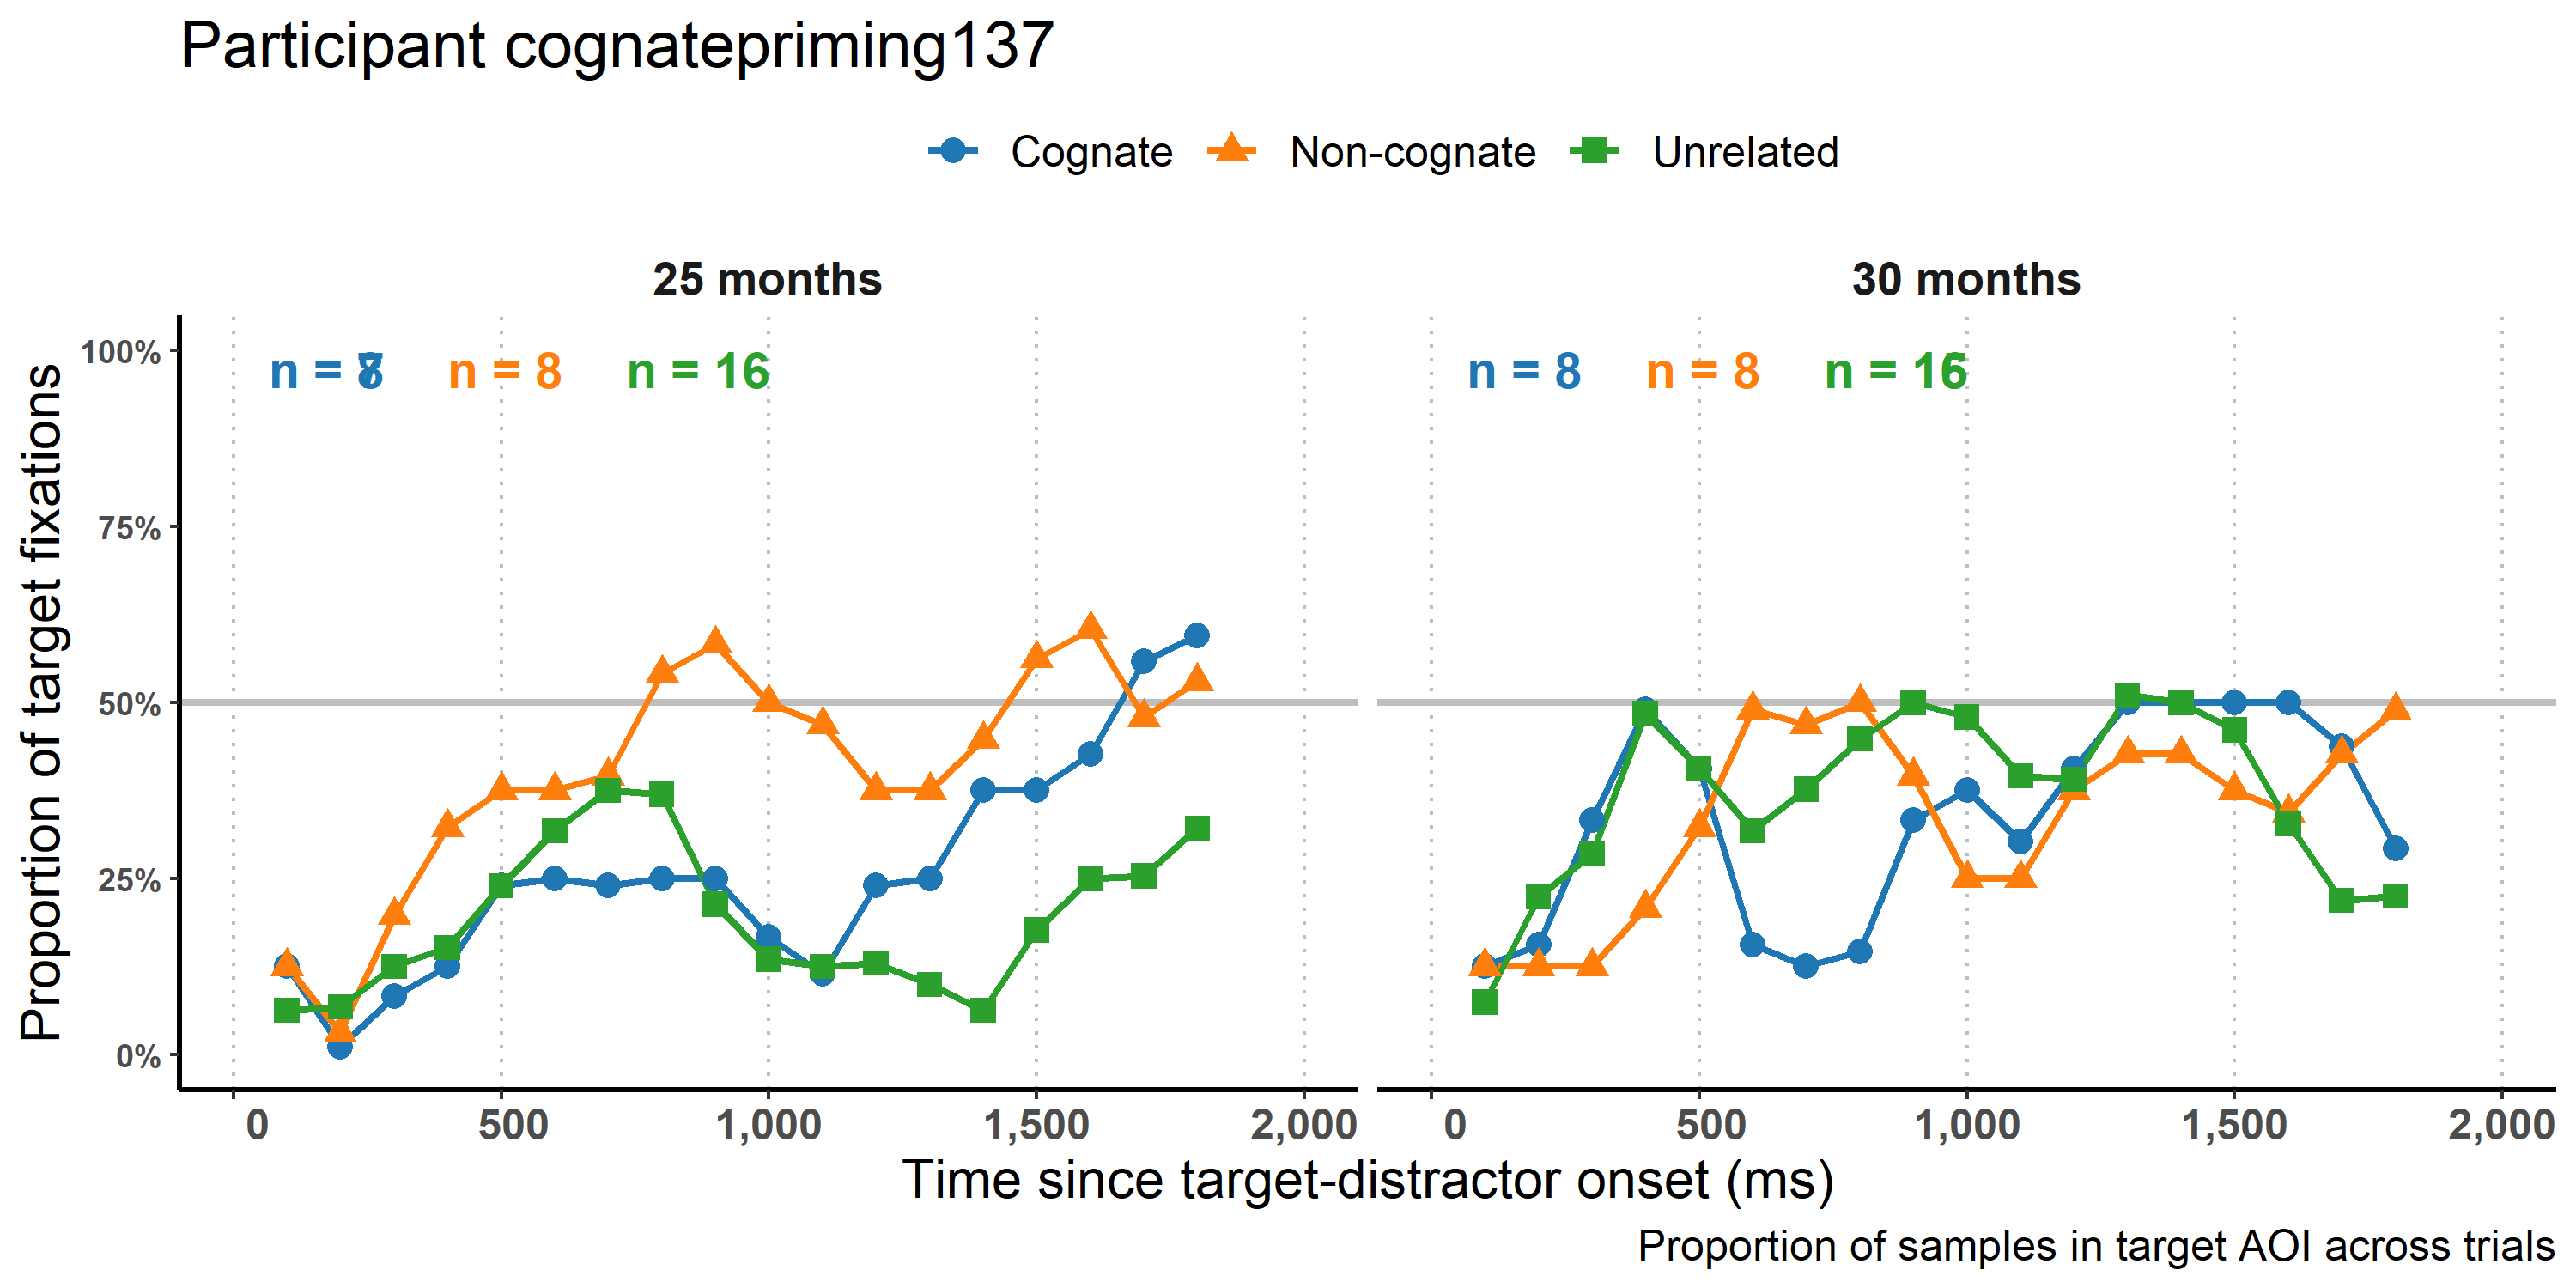 Participant cognatepriming137
Cognate Non-cognate Unrelated
25 months 30 months
100%
75%
50%
25%
0%
n = n = 8 n = 16
n = 8 n = 8 n =
0 500 1,000 1,500 2,000
0 500 1,000 1,500 2,000
Proportion of target fixations
Time since target-distractor onset (ms)
Proportion of samples in target AOI across trials